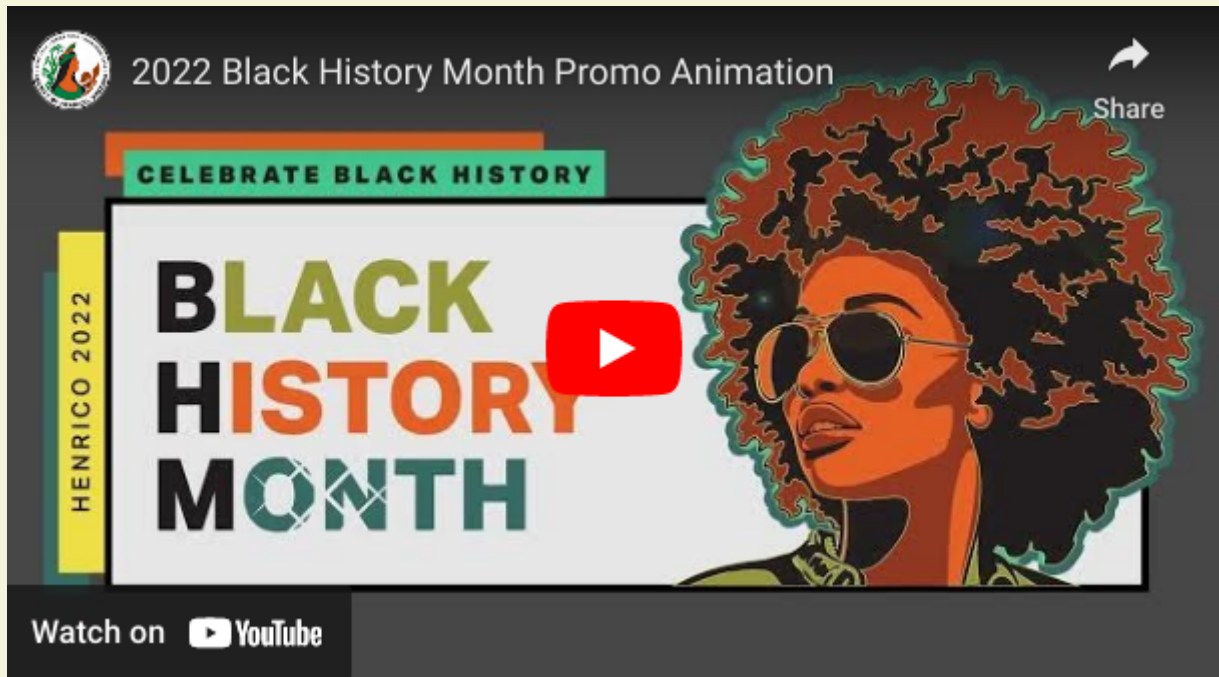 2022 Black History Month Promo Animation
Share
CELEBRATE BLACK HISTORY
HENRICO 2022
BLACK
HISTORY
MONTH
Watch on YouTube